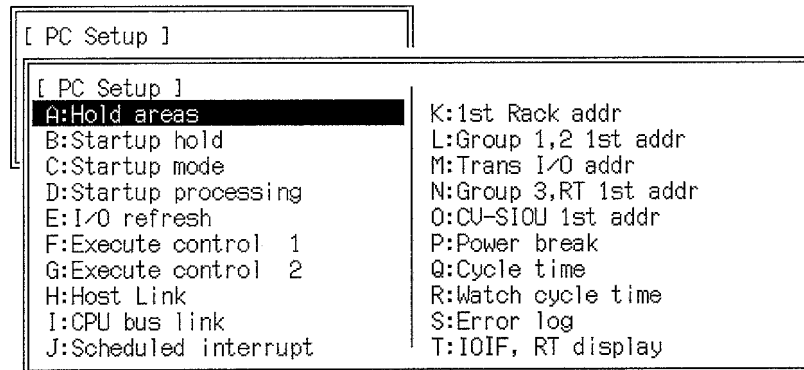 [ PC Setup ]
[ PC Setup ]
A:Hold areas
B:Startup hold
C:Startup mode
D:Startup processing
E:I/O refresh
F:Execute control 1
G:Execute control 2
H:Host Link
I:CPU bus link
J:Scheduled interrupt
K:1st Rack addr
L:Group 1,2 1st addr
M:Trans I/O addr
N:Group 3,RT 1st addr
O:CV-SIOU 1st addr
P:Power break
Q:Cycle time
R:Watch cycle time
S:Error log
T:IOIF, RT display